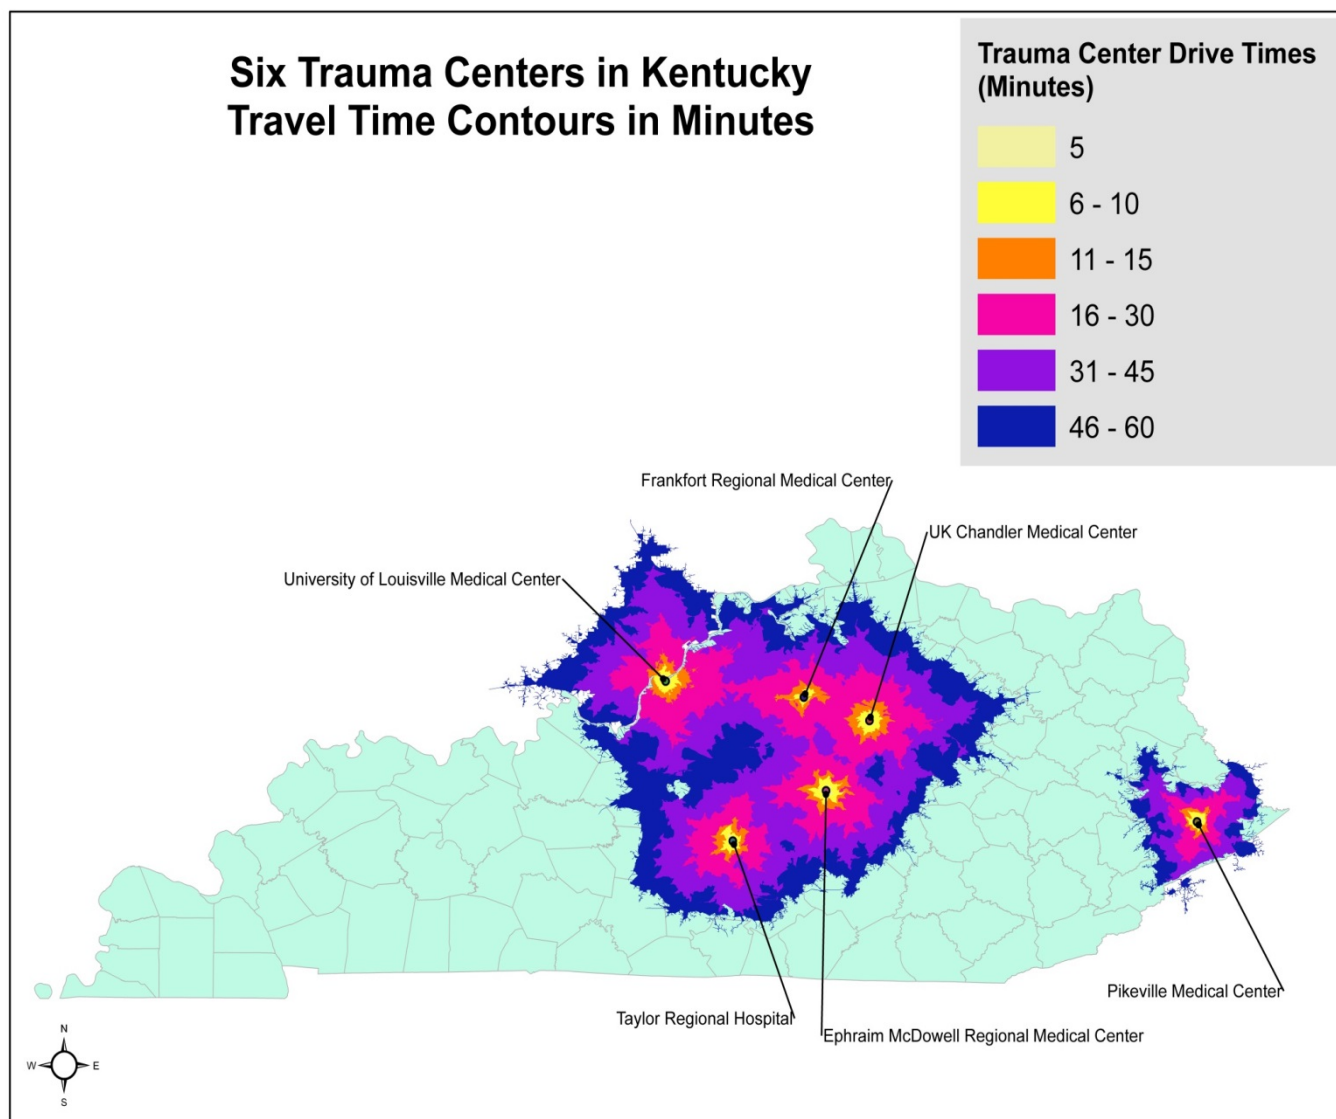 Six Trauma Centers in Kentucky
Travel Time Contours in Minutes
Trauma Center Drive Times
(Minutes)
5
6 - 10
11 - 15
16 - 30
31 - 45
46 - 60
Frankfort Regional Medical Center
UK Chandler Medical Center
University of Louisville Medical Center
Pikeville Medical Center
Taylor Regional Hospital
Ephraim McDowell Regional Medical Center
N
W E
S